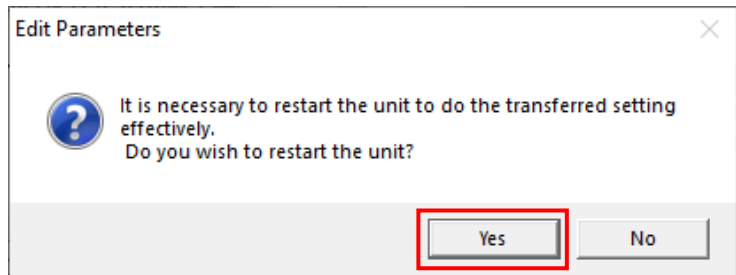 Edit Parameters
It is necessary to restart the unit to do the transferred setting
effectively.
Do you wish to restart the unit?
Yes
No